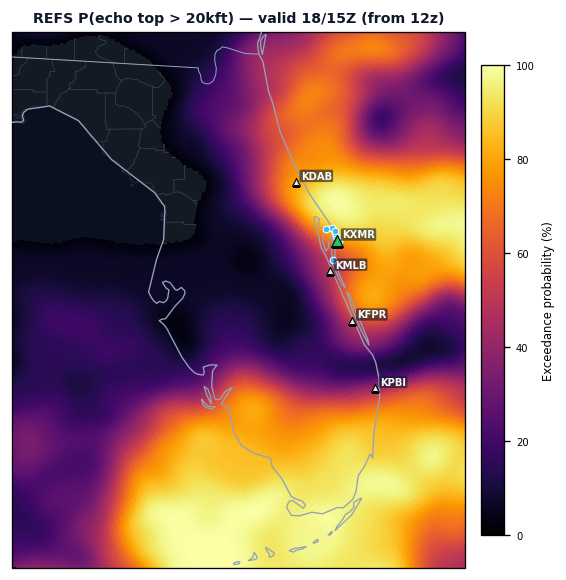 REFS P(echo top > 20kft) — valid 18/15Z (from 12z)
KDAB
KXMR
KMLB
KFPR
KPBI
100
80
60
40
20
0
Exceedance probability (%)